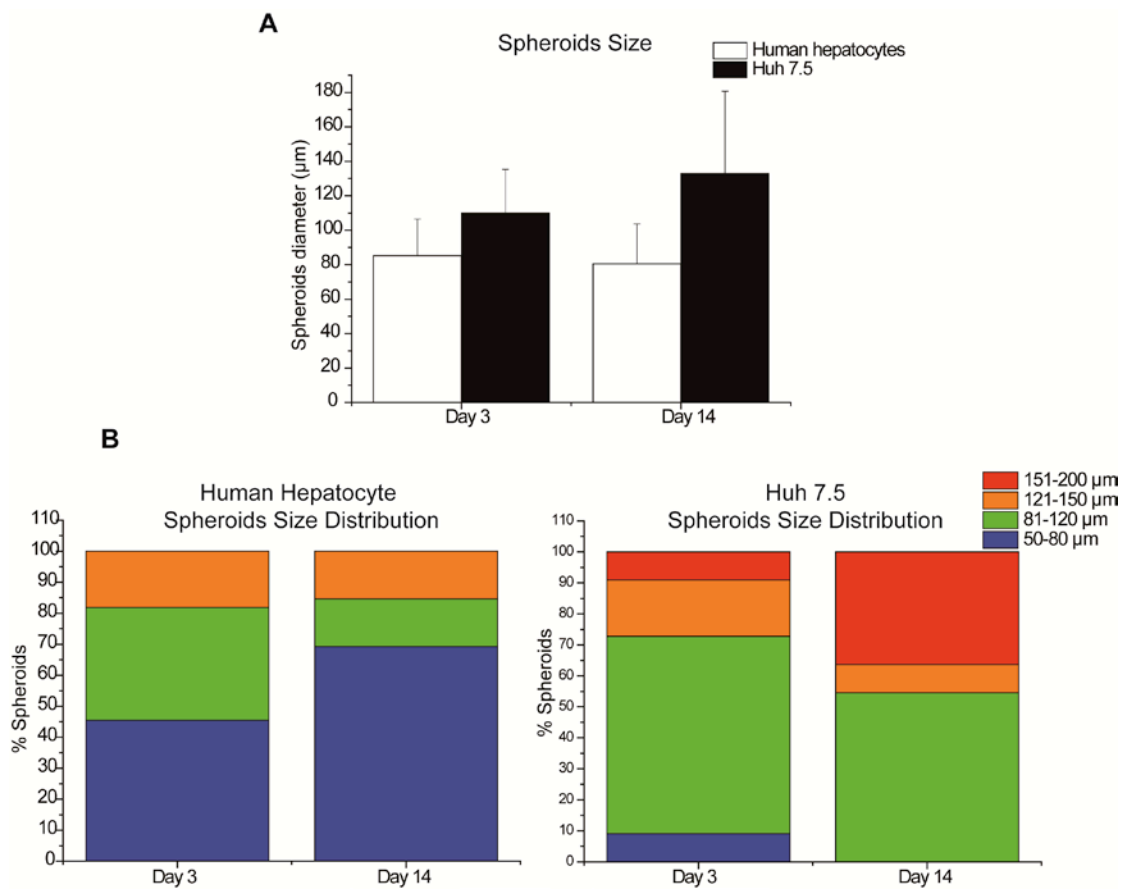 A
Spheroids Size
Human hepatocytes
Huh 7.5
Spheroids diameter (µm)
180
160
140
120
100
80
60
40
20
0
Day 3
Day 14
B
Human Hepatocyte
Spheroids Size Distribution
% Spheroids
110
100
90
80
70
60
50
40
30
20
10
0
Day 3
Day 14
Huh 7.5
Spheroids Size Distribution
151-200 µm
121-150 µm
81-120 µm
50-80 µm
% Spheroids
110
100
90
80
70
60
50
40
30
20
10
0
Day 3
Day 14